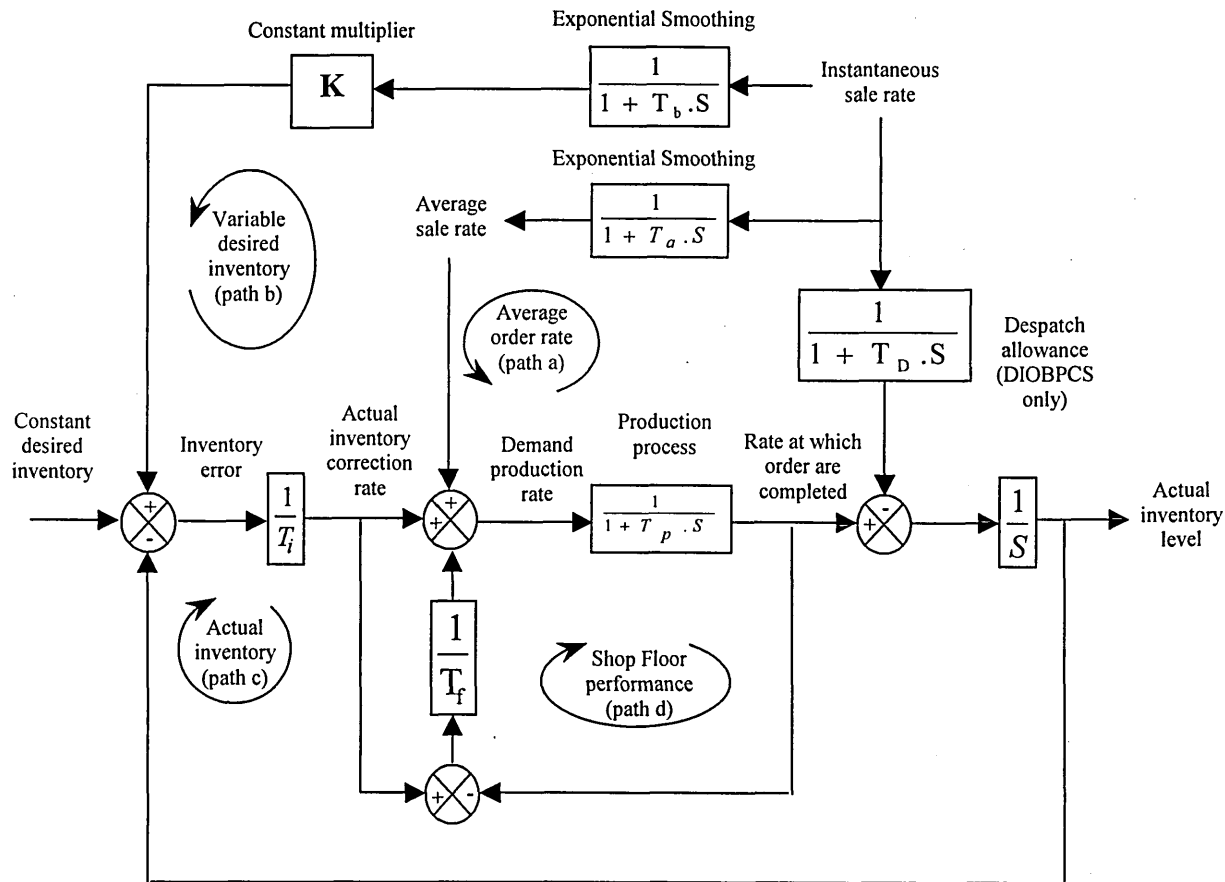 Exponential Smoothing
Constant multiplier
K
1
1 + T_b .S
Instantaneous
sale rate
Exponential Smoothing
Average
sale rate
1
1 + T_a . S
Variable
desired
inventory
(path b)
Average
order rate
(path a)
1
1 + T_D .S
Despatch
allowance
(DIOBPCS
only)
Constant
desired
inventory
Inventory
error
Actual
inventory
correction
rate
Demand
production
rate
Production
process
Rate at which
order are
completed
Actual
inventory
level
+
-
1
T_i
+
+
1
1 + T_p . S
-
+
1
S
Actual
inventory
(path c)
1
T_f
Shop Floor
performance
(path d)
+
-